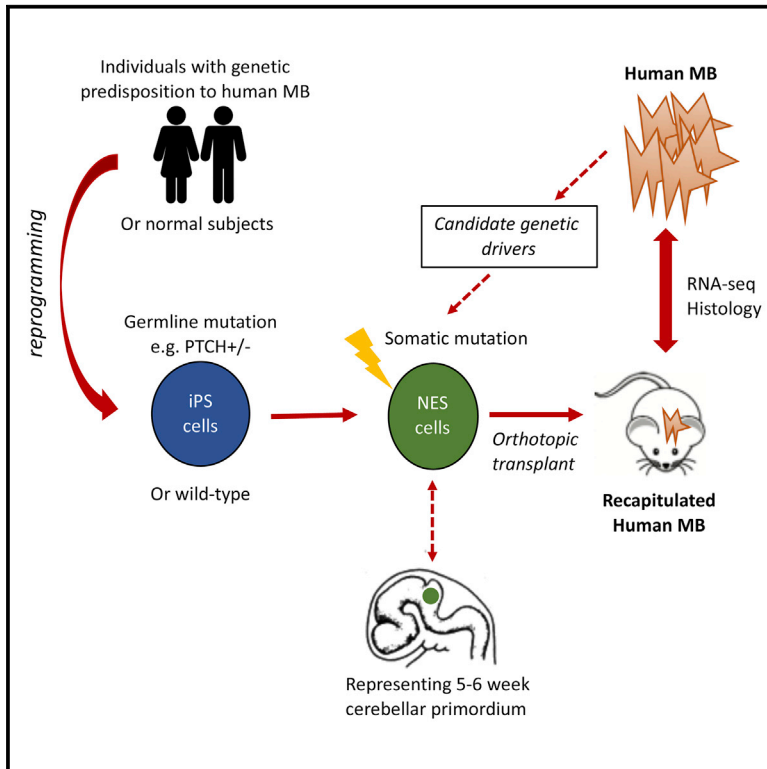 Individuals with genetic
predisposition to human MB
Or normal subjects
reprogramming
Germline mutation
e.g. PTCH+/-
iPS
cells
Or wild-type
Human MB
Candidate genetic
drivers
RNA-seq
Histology
Somatic mutation
NES
cells
Orthotopic
transplant
Recapitulated
Human MB
Representing 5-6 week
cerebellar primordium